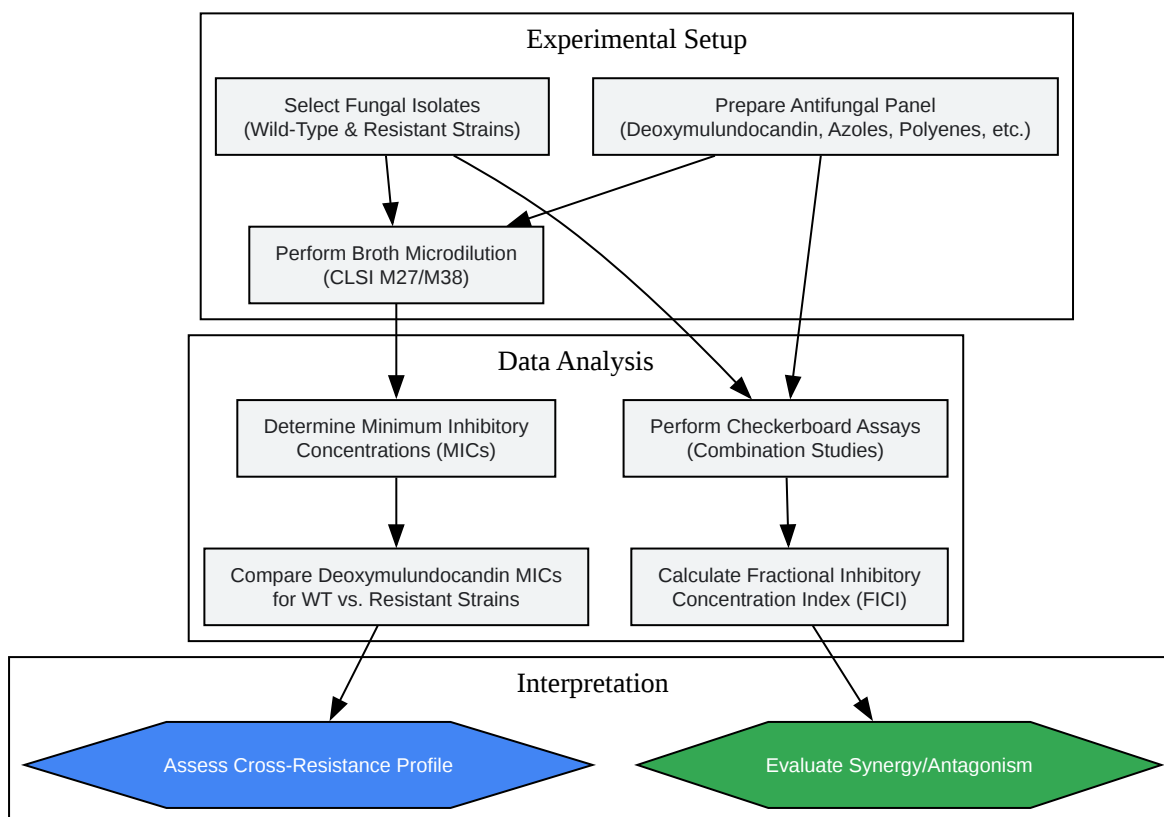 Experimental Setup
Select Fungal Isolates
(Wild-Type & Resistant Strains)
Prepare Antifungal Panel
(Deoxymulundocandin, Azoles, Polyenes, etc.)
Perform Broth Microdilution
(CLSI M27/M38)
Data Analysis
Determine Minimum Inhibitory
Concentrations (MICs)
Perform Checkerboard Assays
(Combination Studies)
Compare Deoxymulundocandin MICs
for WT vs. Resistant Strains
Calculate Fractional Inhibitory
Concentration Index (FICI)
Interpretation
Assess Cross-Resistance Profile
Evaluate Synergy/Antagonism